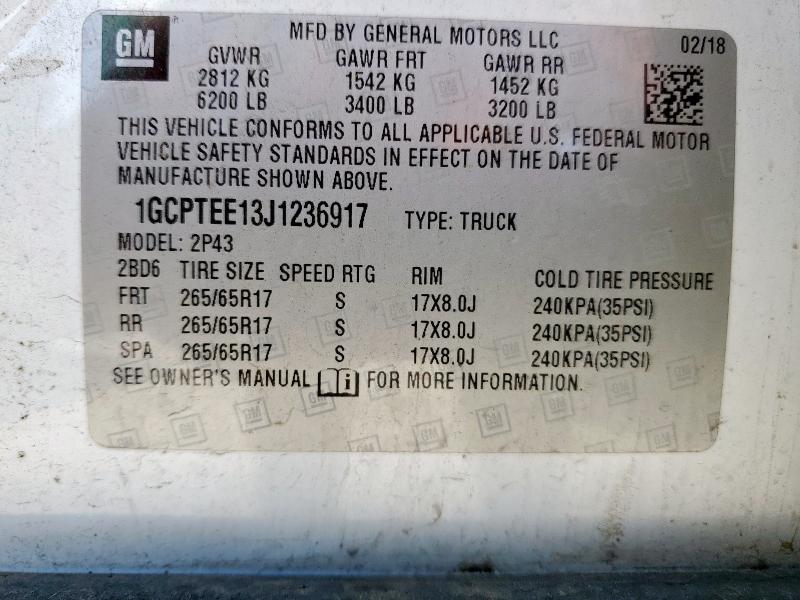 GM
MFD BY GENERAL MOTORS LLC
02/18
GVWR GAWR FRT GAWR RR
2812 KG 1542 KG 1452 KG
6200 LB 3400 LB 3200 LB
THIS VEHICLE CONFORMS TO ALL APPLICABLE U.S. FEDERAL MOTOR
VEHICLE SAFETY STANDARDS IN EFFECT ON THE DATE OF
MANUFACTURE SHOWN ABOVE.
1GCPTEE13J1236917 TYPE: TRUCK
MODEL: 2P43
2BD6 TIRE SIZE SPEED RTG RIM COLD TIRE PRESSURE
FRT 265/65R17 S 17X8.0J 240KPA(35PSI)
RR 265/65R17 S 17X8.0J 240KPA(35PSI)
SPA 265/65R17 S 17X8.0J 240KPA(35PSI)
SEE OWNER'S MANUAL FOR MORE INFORMATION.